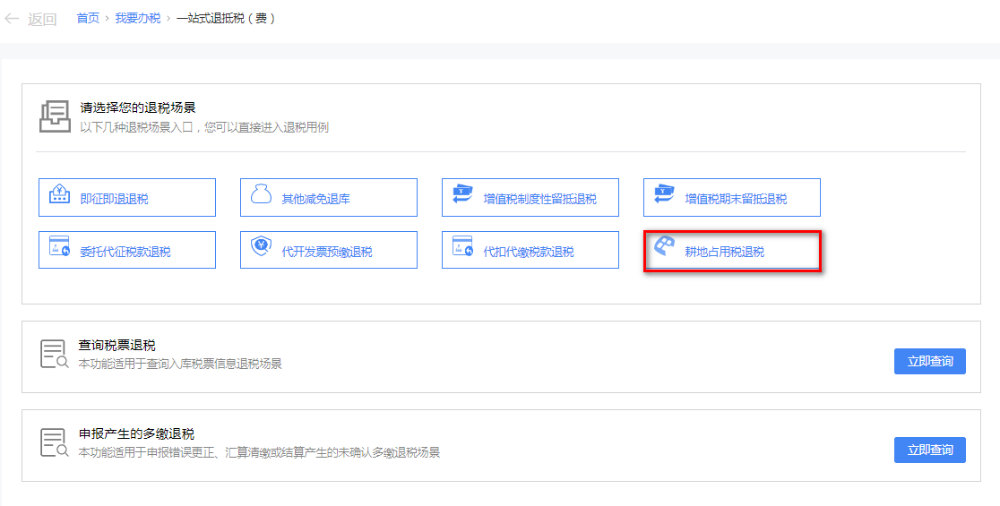 返回 首页 › 我要办税 › 一站式退抵税（费）
请选择您的退税场景
以下几种退税场景入口，您可以直接进入退税用例
即征即退退税 其他减免退库 增值税制度性留抵退税 增值税期末留抵退税
委托代征税款退税 代开发票预缴退税 代扣代缴税款退税 耕地占用税退税
查询税票退税
本功能适用于查询入库税票信息退税场景
立即查询
申报产生的多缴退税
本功能适用于申报错误更正、汇算清缴或结算产生的未确认多缴退税场景
立即查询